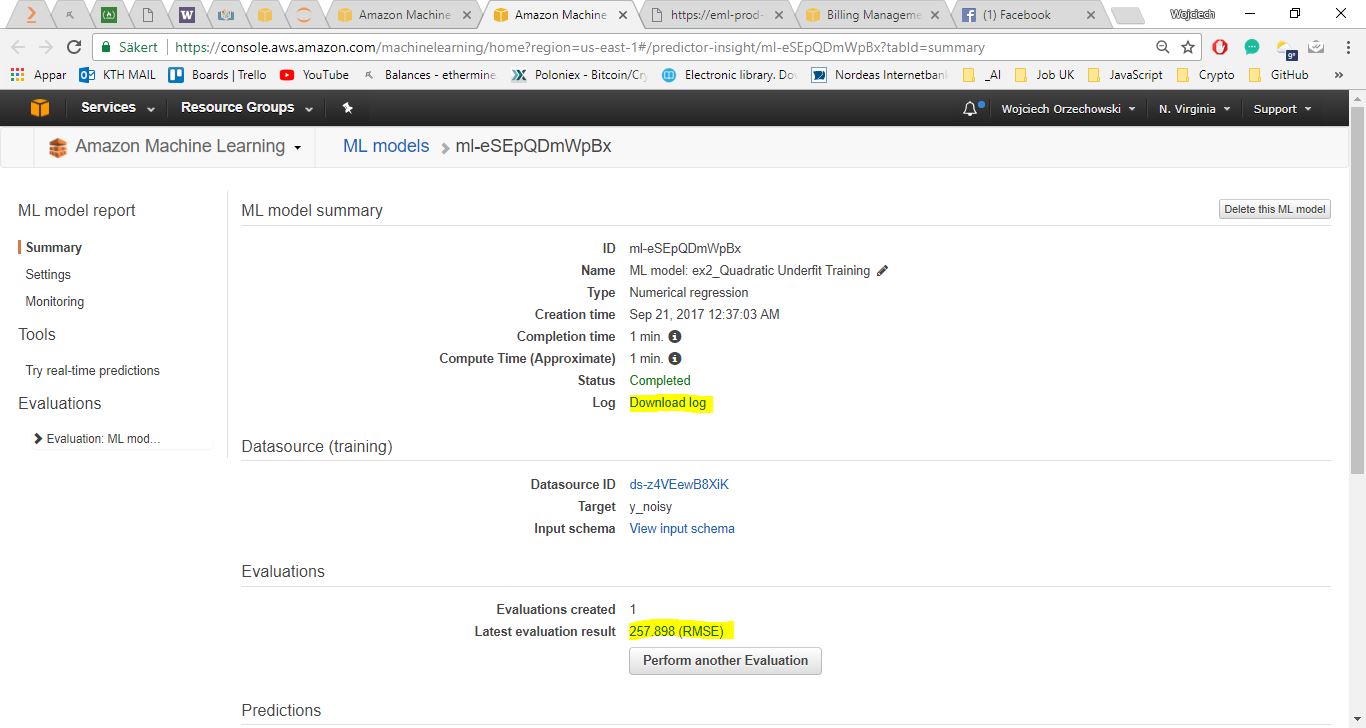 Amazon Machine
Amazon Machine
https://eml-prod-
Billing Manageme
(1) Facebook
Wojciech
Säkert
https://console.aws.amazon.com/machinelearning/home?region=us-east-1#/predictor-insight/ml-eSEpQDmWpBx?tabId=summary
Appar
KTH MAIL
Boards | Trello
YouTube
Balances - ethermine
Poloniex - Bitcoin/Cry
Electronic library. Do
Nordeas Internetbank
_AI
Job UK
JavaScript
Crypto
GitHub
»
Services
Resource Groups
Wojciech Orzechowski
N. Virginia
Support
Amazon Machine Learning
ML models
ml-eSEpQDmWpBx
ML model report
Summary
Settings
Monitoring
Tools
Try real-time predictions
Evaluations
Evaluation: ML mod...
ML model summary
Delete this ML model
ID ml-eSEpQDmWpBx
Name ML model: ex2_Quadratic Underfit Training
Type Numerical regression
Creation time Sep 21, 2017 12:37:03 AM
Completion time 1 min.
Compute Time (Approximate) 1 min.
Status Completed
Log Download log
Datasource (training)
Datasource ID ds-z4VEewB8XiK
Target y_noisy
Input schema View input schema
Evaluations
Evaluations created 1
Latest evaluation result 257.898 (RMSE)
Perform another Evaluation
Predictions